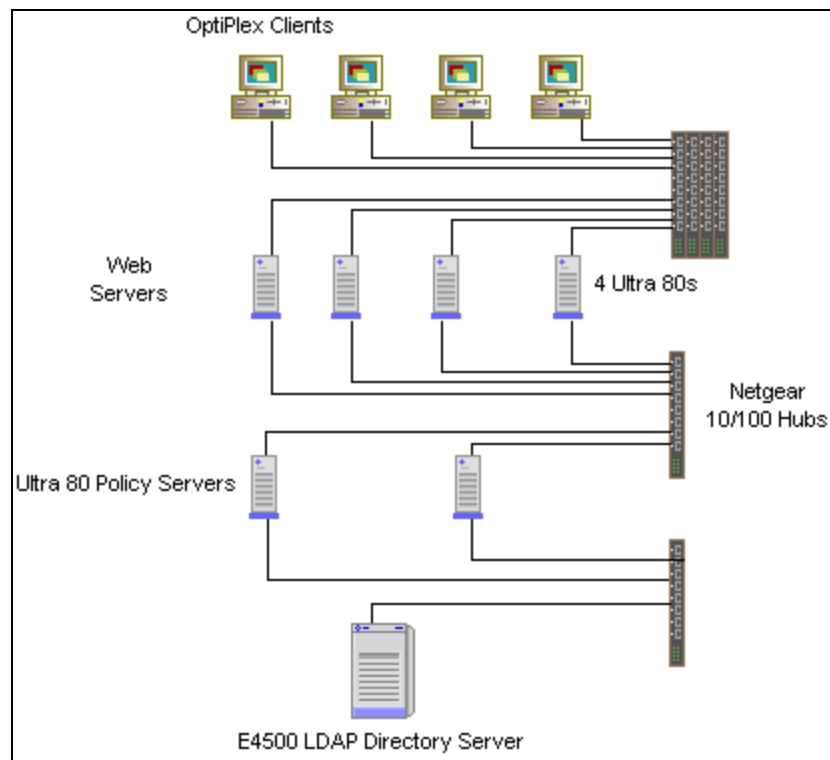 OptiPlex Clients
Web
Servers
4 Ultra 80s
Netgear
10/100 Hubs
Ultra 80 Policy Servers
E4500 LDAP Directory Server